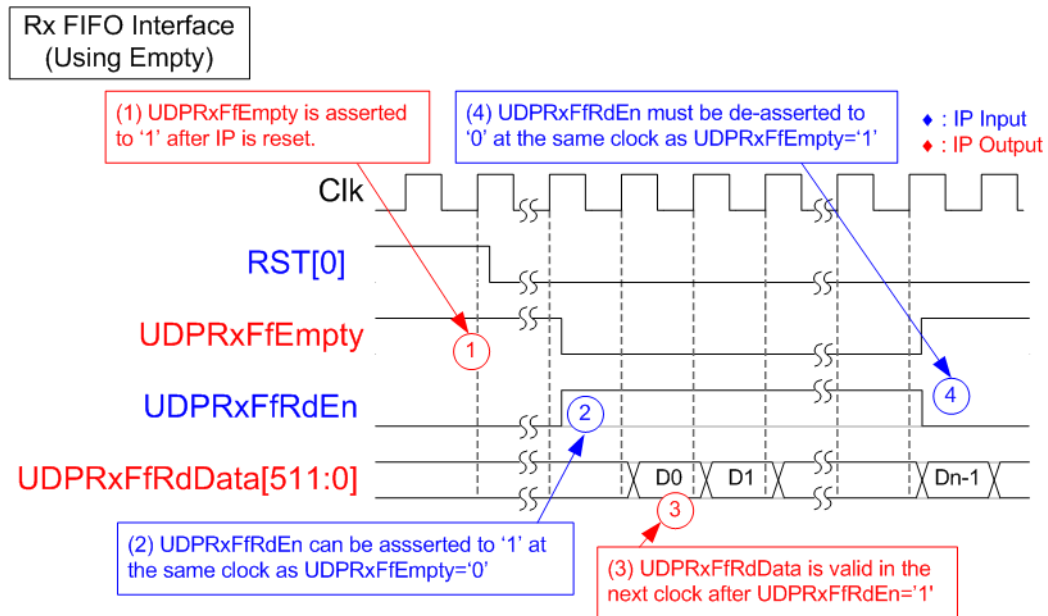 Rx FIFO Interface
(Using Empty)
(1) UDPRxFfEmpty is asserted
to ‘1’ after IP is reset.
(4) UDPRxFfRdEn must be de-asserted to
‘0’ at the same clock as UDPRxFfEmpty=‘1’
♦ : IP Input
♦ : IP Output
Clk
RST[0]
UDPRxFfEmpty
1
UDPRxFfRdEn
2
4
UDPRxFfRdData[511:0]
D0
D1
Dn-1
3
(2) UDPRxFfRdEn can be assserted to ‘1’ at
the same clock as UDPRxFfEmpty=‘0’
(3) UDPRxFfRdData is valid in the
next clock after UDPRxFfRdEn='1'